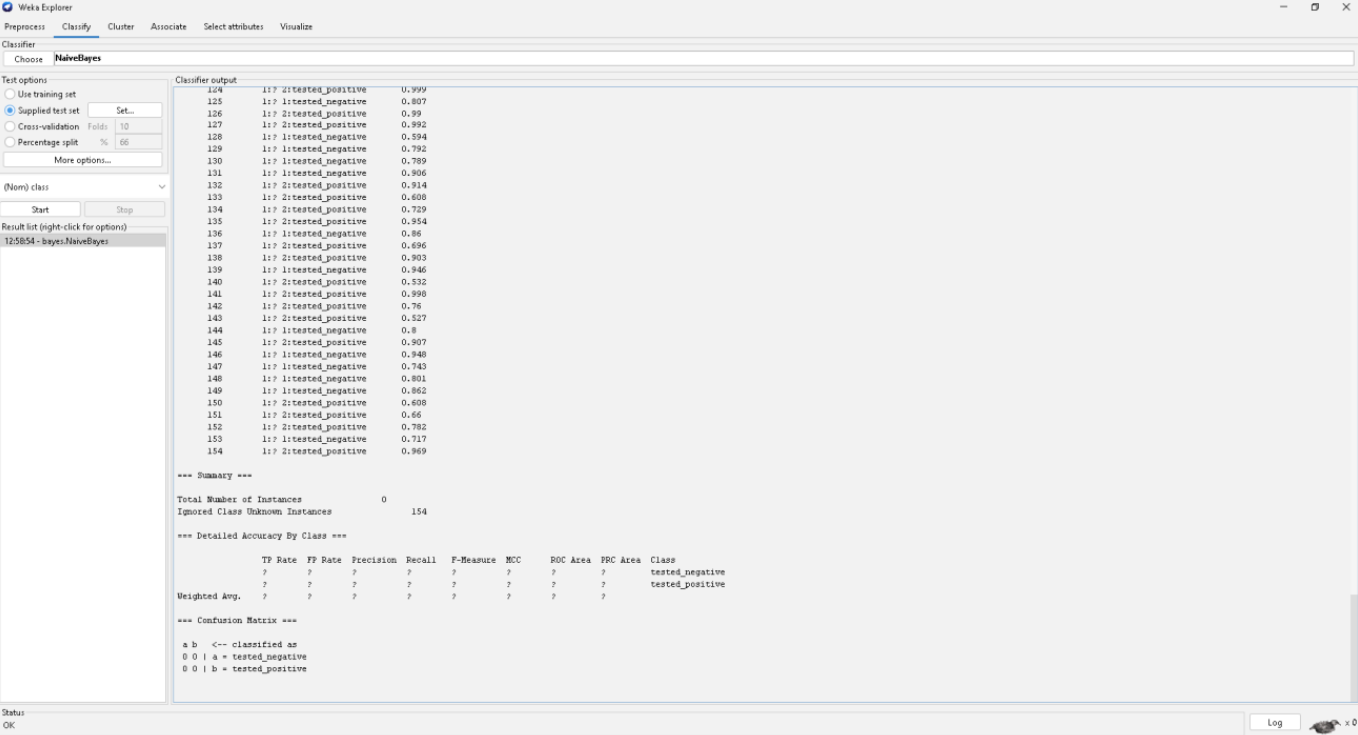 Weka Explorer
Preprocess Classify Cluster Associate Select attributes Visualize
Classifier
Choose NaiveBayes
Test options
Use training set
Supplied test set Set...
Cross-validation Folds 10
Percentage split % 66
More options...
(Nom) class
Start Stop
Result list (right-click for options)
12:58:54 - bayes.NaiveBayes
Classifier output
124 1:? 2:tested_positive 0.999
125 1:? 1:tested_negative 0.807
126 1:? 2:tested_positive 0.99
127 1:? 2:tested_positive 0.992
128 1:? 1:tested_negative 0.594
129 1:? 1:tested_negative 0.792
130 1:? 1:tested_negative 0.789
131 1:? 1:tested_negative 0.906
132 1:? 2:tested_positive 0.914
133 1:? 2:tested_positive 0.608
134 1:? 2:tested_positive 0.729
135 1:? 2:tested_positive 0.954
136 1:? 1:tested_negative 0.86
137 1:? 2:tested_positive 0.696
138 1:? 2:tested_positive 0.903
139 1:? 1:tested_negative 0.946
140 1:? 2:tested_positive 0.532
141 1:? 2:tested_positive 0.998
142 1:? 2:tested_positive 0.76
143 1:? 2:tested_positive 0.527
144 1:? 1:tested_negative 0.8
145 1:? 2:tested_positive 0.907
146 1:? 1:tested_negative 0.948
147 1:? 1:tested_negative 0.743
148 1:? 1:tested_negative 0.801
149 1:? 1:tested_negative 0.862
150 1:? 2:tested_positive 0.608
151 1:? 2:tested_positive 0.66
152 1:? 2:tested_positive 0.782
153 1:? 1:tested_negative 0.717
154 1:? 2:tested_positive 0.969
=== Summary ===
Total Number of Instances 0
Ignored Class Unknown Instances 154
=== Detailed Accuracy By Class ===
TP Rate FP Rate Precision Recall F-Measure MCC ROC Area PRC Area Class
? ? ? ? ? ? ? ? tested_negative
? ? ? ? ? ? ? ? tested_positive
Weighted Avg. ? ? ? ? ? ? ? ?
=== Confusion Matrix ===
a b <-- classified as
0 0 | a = tested_negative
0 0 | b = tested_positive
Status
OK
Log x 0